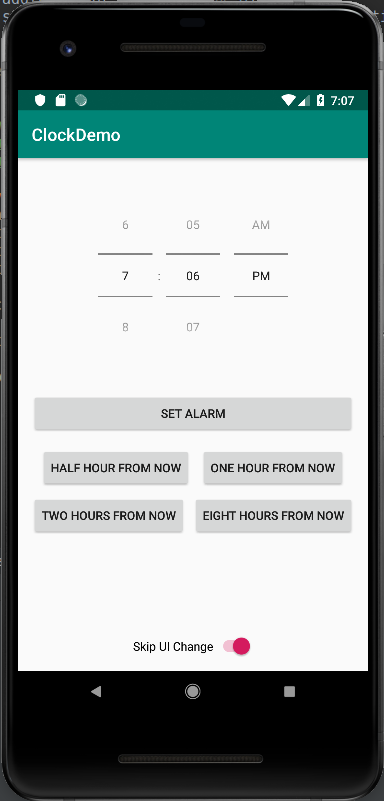 7:07
ClockDemo
6 05 AM
7 : 06 PM
8 07
SET ALARM
HALF HOUR FROM NOW ONE HOUR FROM NOW
TWO HOURS FROM NOW EIGHT HOURS FROM NOW
Skip UI Change